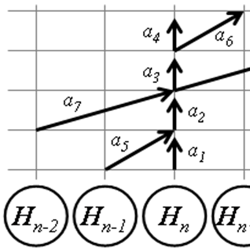 a₄ a₆
a₃
a₇ a₂
a₅ a₁
Hₙ₋₂ Hₙ₋₁ Hₙ